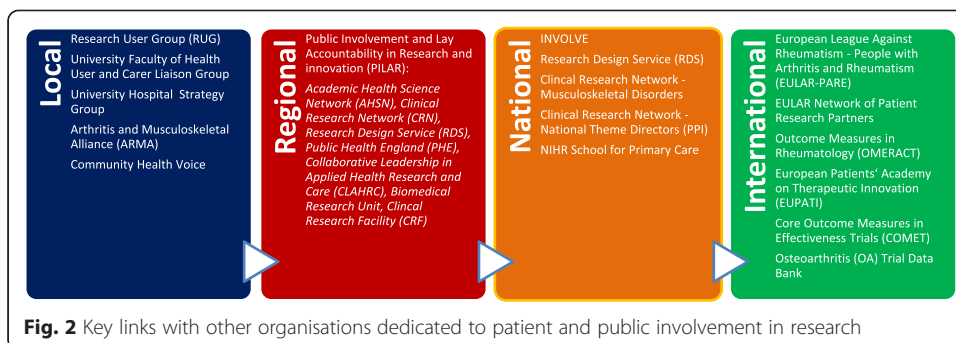 Local
Research User Group (RUG)
University Faculty of Health
User and Carer Liaison Group
University Hospital Strategy
Group
Arthritis and Musculoskeletal
Alliance (ARMA)
Community Health Voice
Regional
Public Involvement and Lay
Accountability in Research and
innovation (PILAR):
Academic Health Science
Network (AHSN), Clinical
Research Network (CRN),
Research Design Service (RDS),
Public Health England (PHE),
Collaborative Leadership in
Applied Health Research and
Care (CLAHRC), Biomedical
Research Unit, Clincal
Research Facility (CRF)
National
INVOLVE
Research Design Service (RDS)
Clincal Research Network -
Musculoskeletal Disorders
Clinical Research Network -
National Theme Directors (PPI)
NIHR School for Primary Care
International
European League Against
Rheumatism - People with
Arthritis and Rheumatism
(EULAR-PARE)
EULAR Network of Patient
Research Partners
Outcome Measures in
Rheumatology (OMERACT)
European Patients’ Academy
on Therapeutic Innovation
(EUPATI)
Core Outcome Measures in
Effectiveness Trials (COMET)
Osteoarthritis (OA) Trial Data
Bank
Fig. 2 Key links with other organisations dedicated to patient and public involvement in research